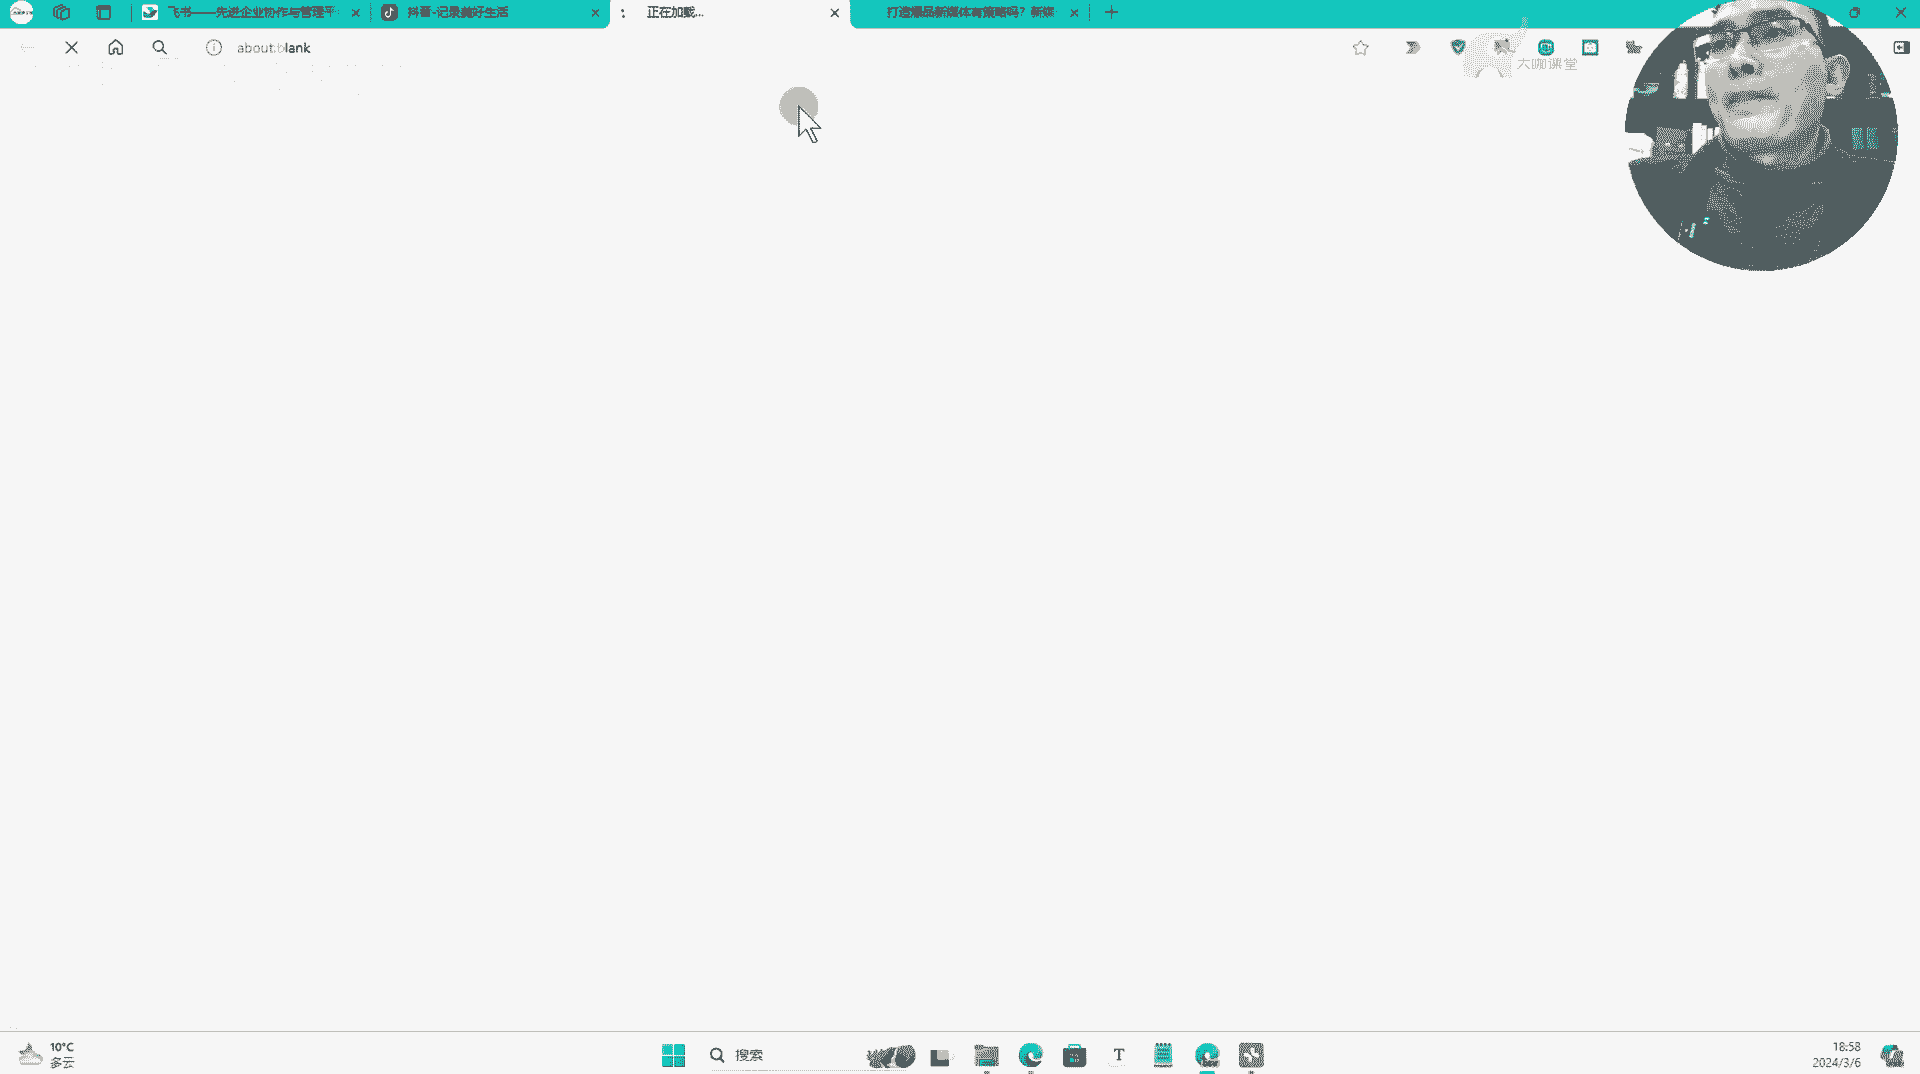 飞书——先进企业协作与管理平
抖音-记录美好生活
正在加载...
打造爆品新媒体有策略吗？新媒
about:blank
大咖课堂
10°C
多云
搜索
T
18:58
2024/3/6